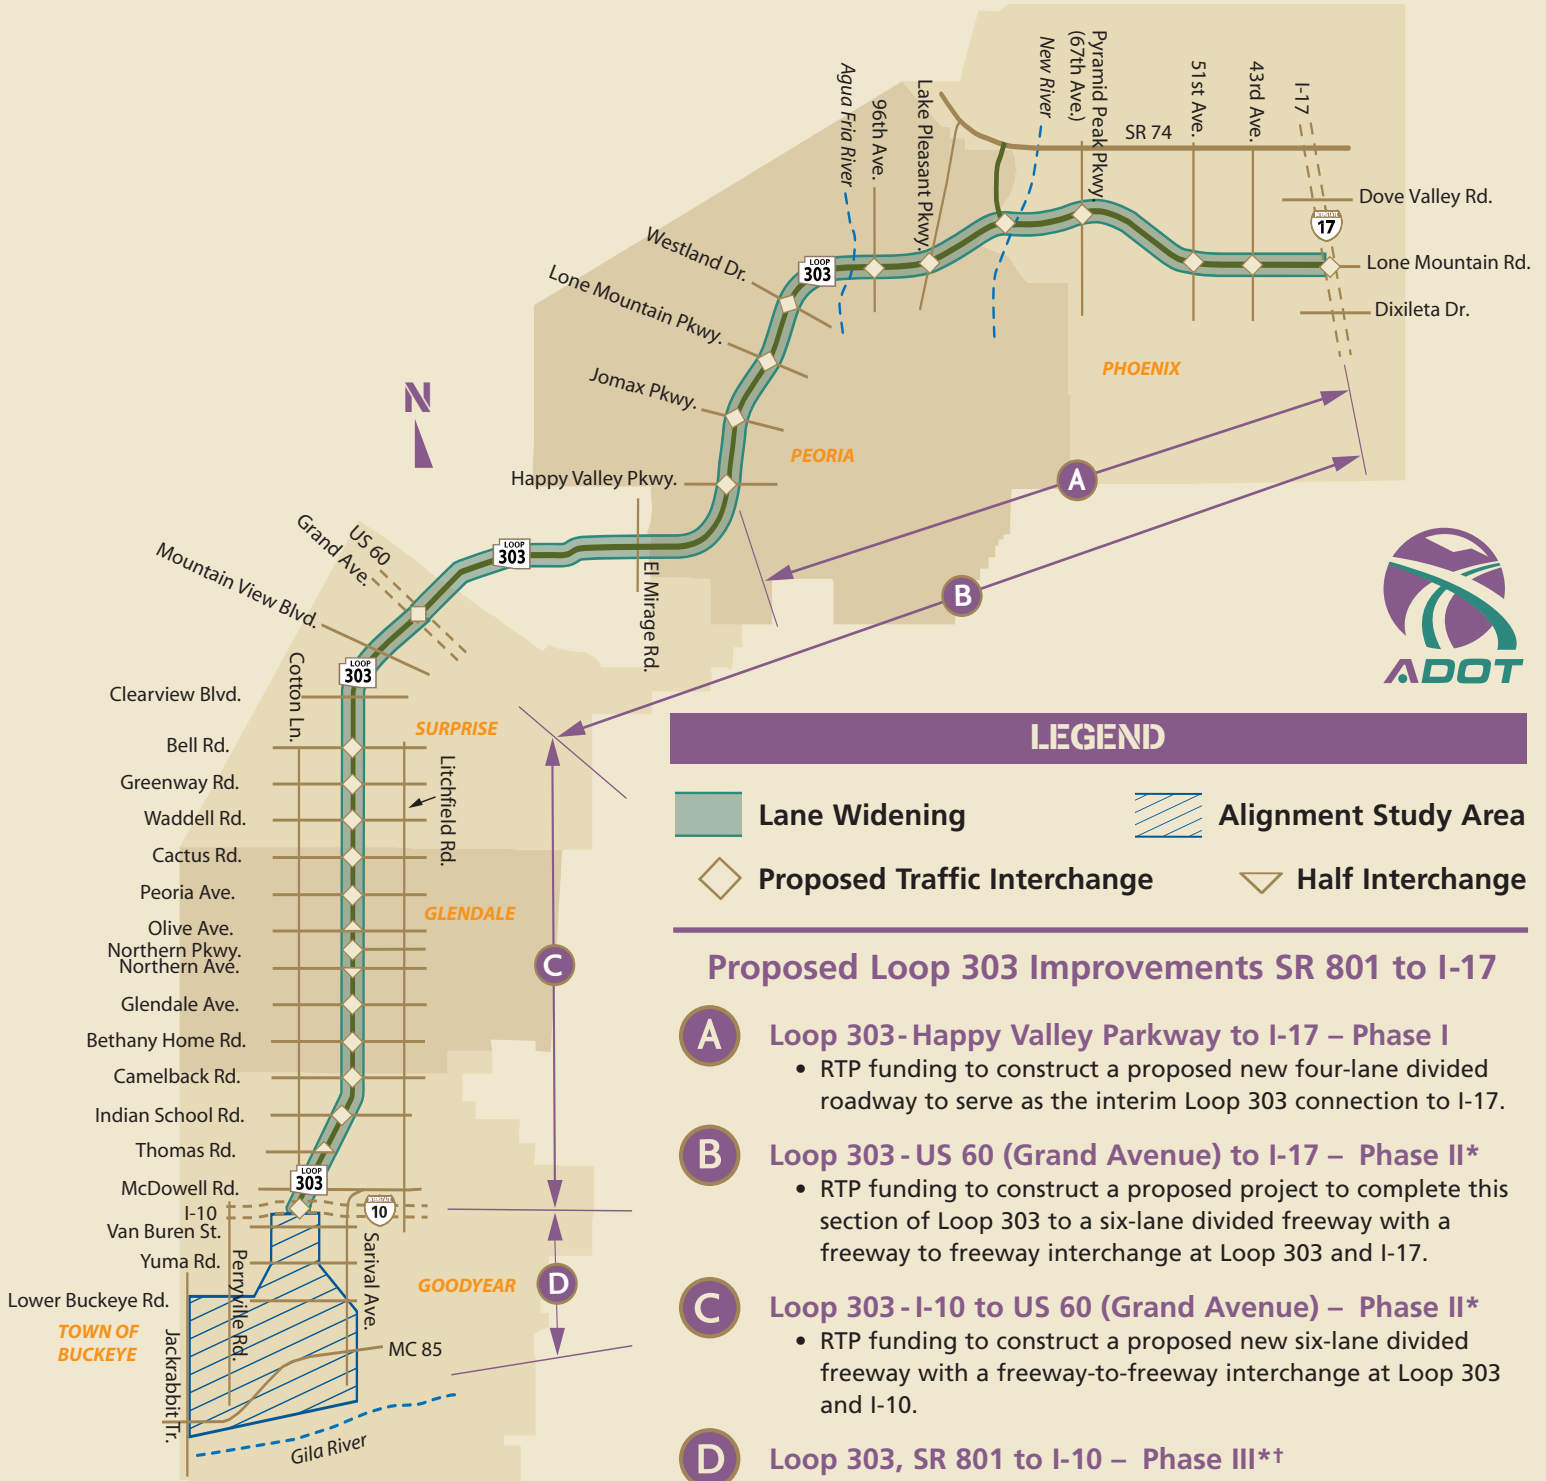 Agua Fria River
96th Ave.
Lake Pleasant Pkwy.
New River
Pyramid Peak Pkwy.
(67th Ave.)
51st Ave.
43rd Ave.
I-17
SR 74
Dove Valley Rd.
INTERSTATE
17
Lone Mountain Rd.
Dixileta Dr.
LOOP
303
Westland Dr.
Lone Mountain Pkwy.
Jomax Pkwy.
Happy Valley Pkwy.
PHOENIX
PEORIA
N
A
B
LOOP
303
US 60
Grand Ave.
Mountain View Blvd.
El Mirage Rd.
ADOT
LOOP
303
Cotton Ln.
Clearview Blvd.
SURPRISE
Bell Rd.
Greenway Rd.
Waddell Rd.
Cactus Rd.
Litchfield Rd.
Peoria Ave.
GLENDALE
Olive Ave.
Northern Pkwy.
Northern Ave.
C
Glendale Ave.
Bethany Home Rd.
Camelback Rd.
Indian School Rd.
Thomas Rd.
LOOP
303
McDowell Rd.
I-10
INTERSTATE
10
Van Buren St.
Yuma Rd.
Perryville Rd.
Sarival Ave.
GOODYEAR
D
Lower Buckeye Rd.
TOWN OF
BUCKEYE
Jackrabbit Tr.
MC 85
Gila River
LEGEND
Lane Widening
Alignment Study Area
Proposed Traffic Interchange
Half Interchange
Proposed Loop 303 Improvements SR 801 to I-17
A Loop 303-Happy Valley Parkway to I-17 – Phase I
• RTP funding to construct a proposed new four-lane divided
roadway to serve as the interim Loop 303 connection to I-17.
B Loop 303-US 60 (Grand Avenue) to I-17 – Phase II*
• RTP funding to construct a proposed project to complete this
section of Loop 303 to a six-lane divided freeway with a
freeway to freeway interchange at Loop 303 and I-17.
C Loop 303-I-10 to US 60 (Grand Avenue) – Phase II*
• RTP funding to construct a proposed new six-lane divided
freeway with a freeway-to-freeway interchange at Loop 303
and I-10.
D Loop 303, SR 801 to I-10 – Phase III*†